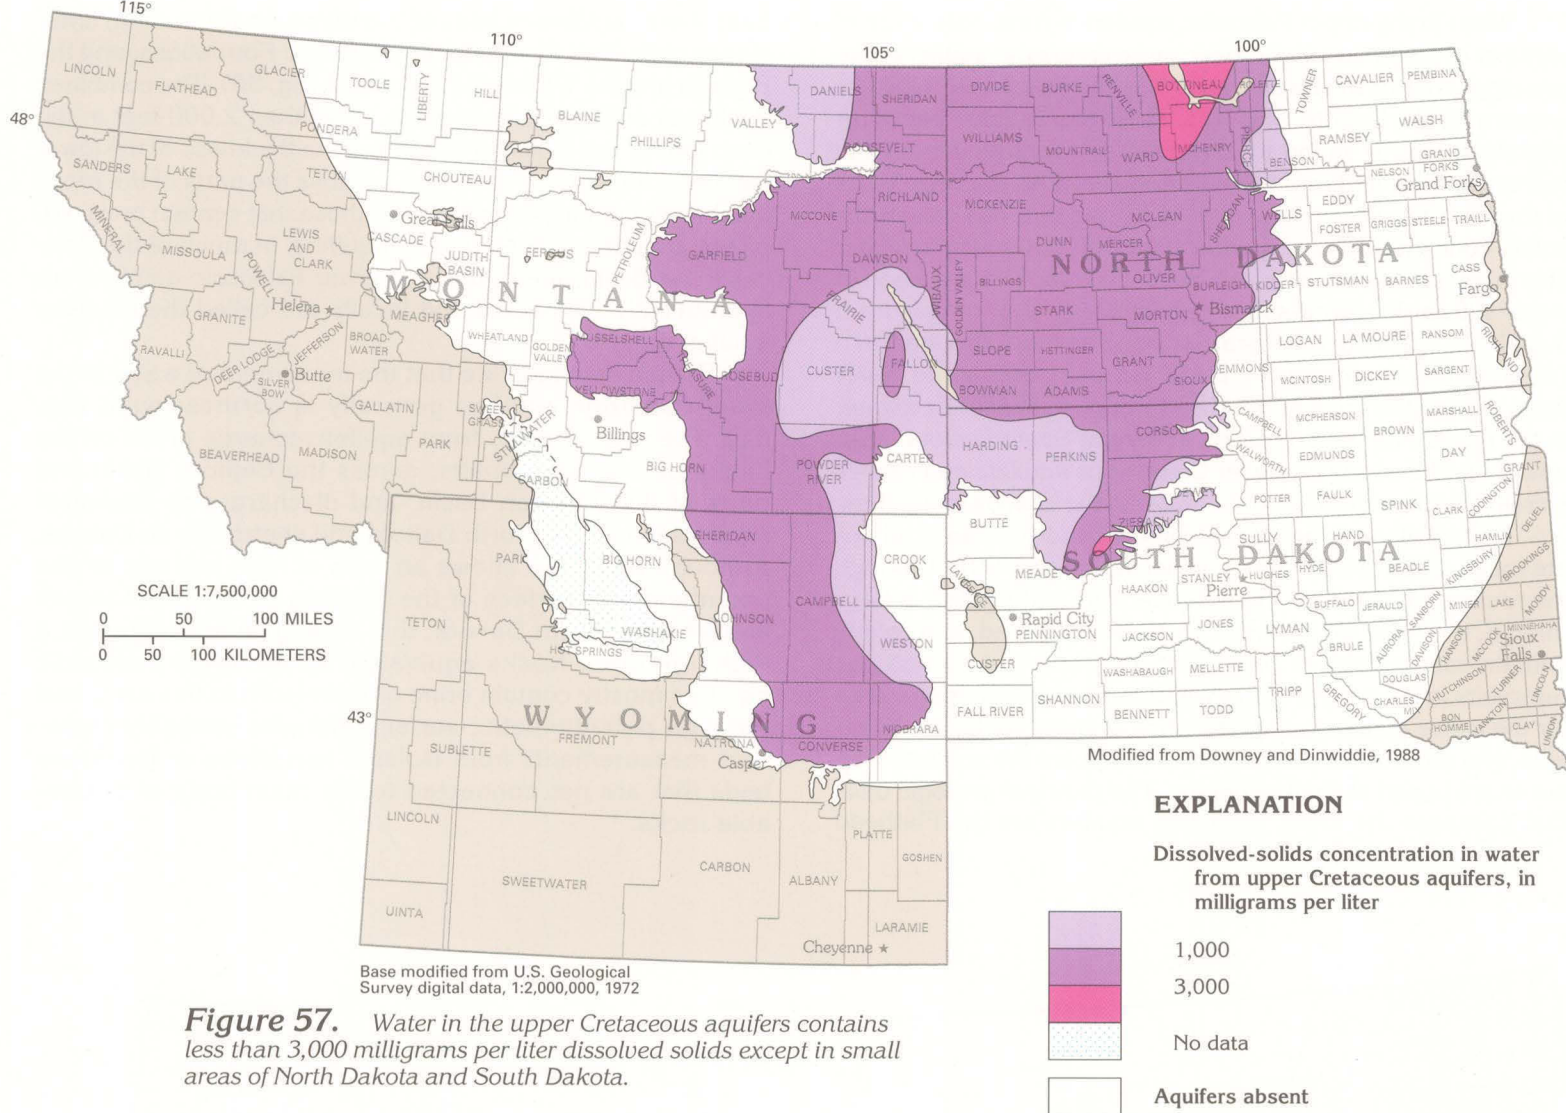 115°
110°
105°
100°
48°
43°
LINCOLN
FLATHEAD
GLACIER
TOOLE
LIBERTY
HILL
BLAINE
PHILLIPS
VALLEY
DANIELS
SHERIDAN
ROOSEVELT
PONDERA
TETON
CHOUTEAU
SANDERS
LAKE
MINERAL
MISSOULA
POWELL
LEWIS
AND
CLARK
CASCADE
Great Falls
JUDITH
BASIN
FERGUS
PETROLEUM
GARFIELD
MCCONE
RICHLAND
DAWSON
WIBAUX
PRAIRIE
FALLON
CUSTER
ROSEBUD
TREASURE
MUSSELSHELL
YELLOWSTONE
GOLDEN
VALLEY
WHEATLAND
MEAGHER
BROAD-
WATER
JEFFERSON
Helena
GRANITE
RAVALLI
DEER LODGE
SILVER
BOW
Butte
GALLATIN
PARK
SWEET
GRASS
STILLWATER
CARBON
Billings
BIG HORN
POWDER
RIVER
CARTER
BEAVERHEAD
MADISON
MONTANA
DIVIDE
BURKE
RENVILLE
BOTTINEAU
ROLETTE
TOWNER
CAVALIER
PEMBINA
WILLIAMS
MOUNTRAIL
WARD
MCHENRY
PIERCE
BENSON
RAMSEY
WALSH
NELSON
GRAND
FORKS
Grand Forks
MCKENZIE
DUNN
MERCER
MCLEAN
SHERIDAN
WELLS
EDDY
FOSTER
GRIGGS
STEELE
TRAILL
GOLDEN VALLEY
BILLINGS
OLIVER
BURLEIGH
KIDDER
STUTSMAN
BARNES
CASS
Fargo
STARK
MORTON
Bismarck
SLOPE
HETTINGER
GRANT
SIOUX
EMMONS
LOGAN
LA MOURE
RANSOM
RICHLAND
BOWMAN
ADAMS
MCINTOSH
DICKEY
SARGENT
NORTH DAKOTA
HARDING
PERKINS
CORSON
CAMPBELL
MCPHERSON
BROWN
MARSHALL
ROBERTS
WALWORTH
EDMUNDS
DAY
GRANT
BUTTE
DEWEY
ZIEBACH
POTTER
FAULK
SPINK
CLARK
CODINGTON
DEUEL
HAMLIN
MEADE
SULLY
HAND
HYDE
HUGHES
STANLEY
Pierre
BEADLE
KINGSBURY
BROOKINGS
LAWRENCE
HAAKON
BUFFALO
JERAULD
SANBORN
MINER
LAKE
MOODY
Rapid City
PENNINGTON
JACKSON
JONES
LYMAN
BRULE
AURORA
DAVISON
HANSON
MCCOOK
MINNEHAHA
Sioux
Falls
CUSTER
WASHABAUGH
MELLETTE
DOUGLAS
HUTCHINSON
TURNER
LINCOLN
FALL RIVER
SHANNON
BENNETT
TODD
TRIPP
GREGORY
CHARLES
MIX
BON
HOMME
YANKTON
CLAY
UNION
SOUTH DAKOTA
PARK
BIG HORN
SHERIDAN
CROOK
CAMPBELL
JOHNSON
WESTON
WASHAKIE
HOT SPRINGS
TETON
WYOMING
FREMONT
NATRONA
Casper
CONVERSE
NIOBRARA
SUBLETTE
LINCOLN
PLATTE
GOSHEN
CARBON
SWEETWATER
ALBANY
UINTA
LARAMIE
Cheyenne
SCALE 1:7,500,000
0 50 100 MILES
0 50 100 KILOMETERS
Modified from Downey and Dinwiddie, 1988
EXPLANATION
Dissolved-solids concentration in water
from upper Cretaceous aquifers, in
milligrams per liter
1,000
3,000
No data
Aquifers absent
Base modified from U.S. Geological
Survey digital data, 1:2,000,000, 1972
Figure 57. Water in the upper Cretaceous aquifers contains
less than 3,000 milligrams per liter dissolved solids except in small
areas of North Dakota and South Dakota.